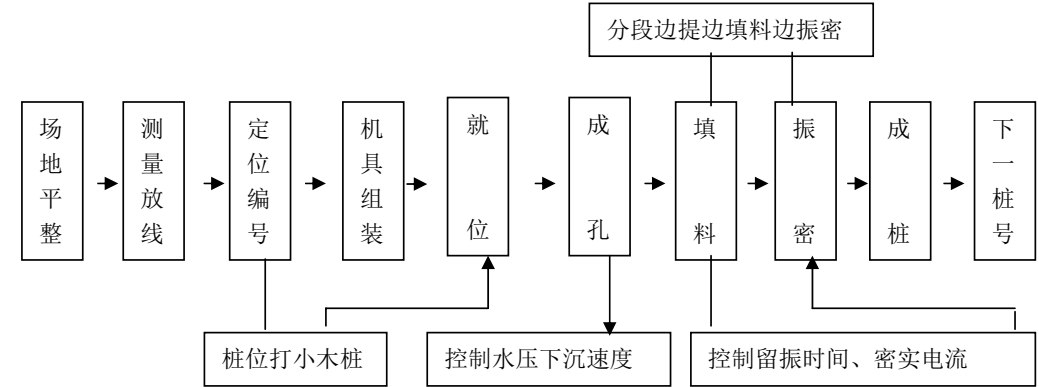 分段边提边填料边振密
场地平整
测量放线
定位编号
机具组装
就位
成孔
填料
振密
成桩
下一桩号
桩位打小木桩
控制水压下沉速度
控制留振时间、密实电流